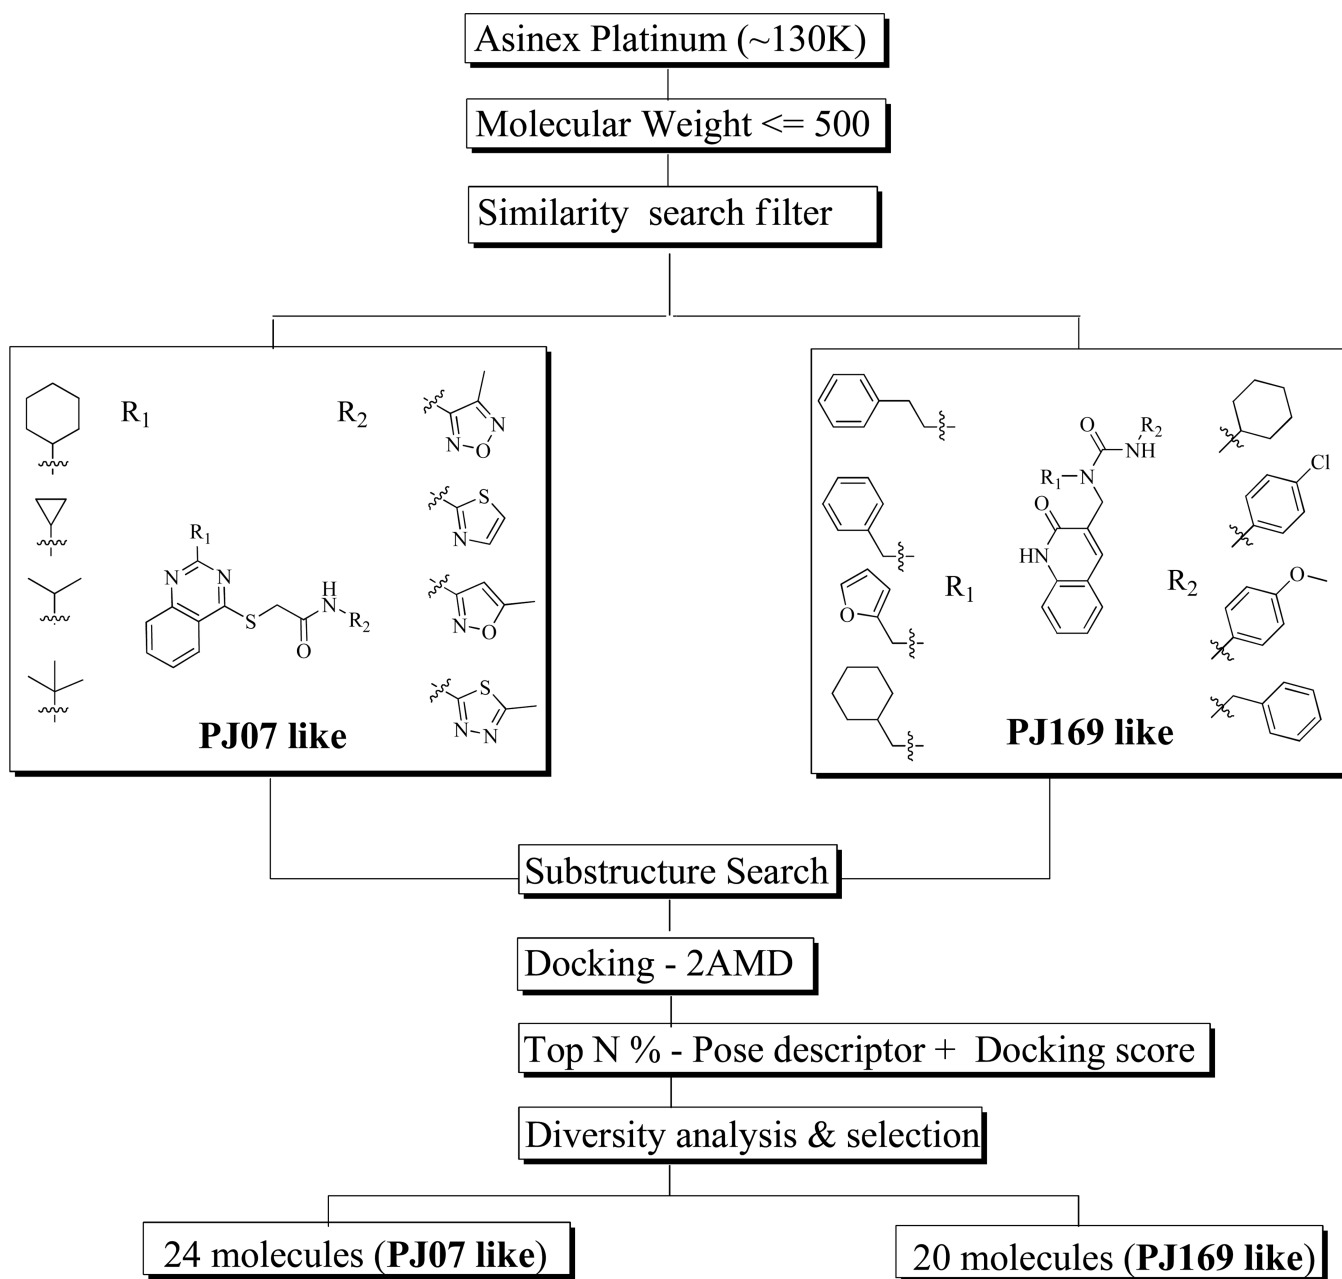 Asinex Platinum (~130K)
Molecular Weight <= 500
Similarity search filter
R1
R2
N
N
O
S
N
N
O
S
N
N
R1
N
N
S
O
H
N
R2
PJ07 like
O
R1
N
O
NH
R2
O
HN
R1
R2
Cl
O
PJ169 like
Substructure Search
Docking - 2AMD
Top N % - Pose descriptor + Docking score
Diversity analysis & selection
24 molecules (PJ07 like)
20 molecules (PJ169 like)